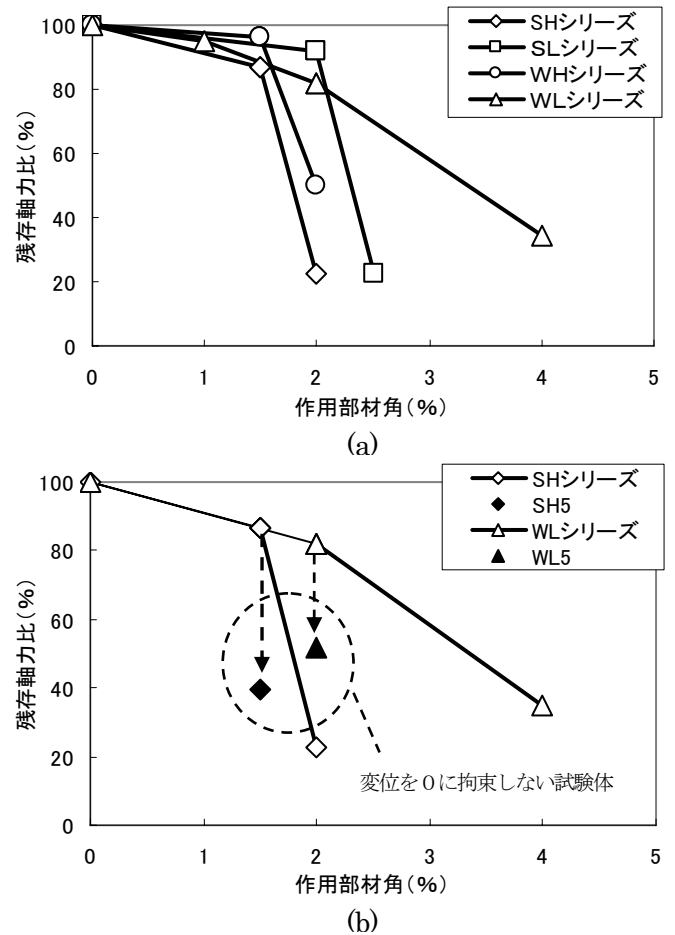 100
80
60
40
20
0
残存軸力比(%)
SHシリーズ
SLシリーズ
WHシリーズ
WLシリーズ
0 1 2 3 4 5
作用部材角(%)
(a)
100
80
60
40
20
0
残存軸力比(%)
SHシリーズ
SH5
WLシリーズ
WL5
変位を0に拘束しない試験体
0 1 2 3 4 5
作用部材角(%)
(b)